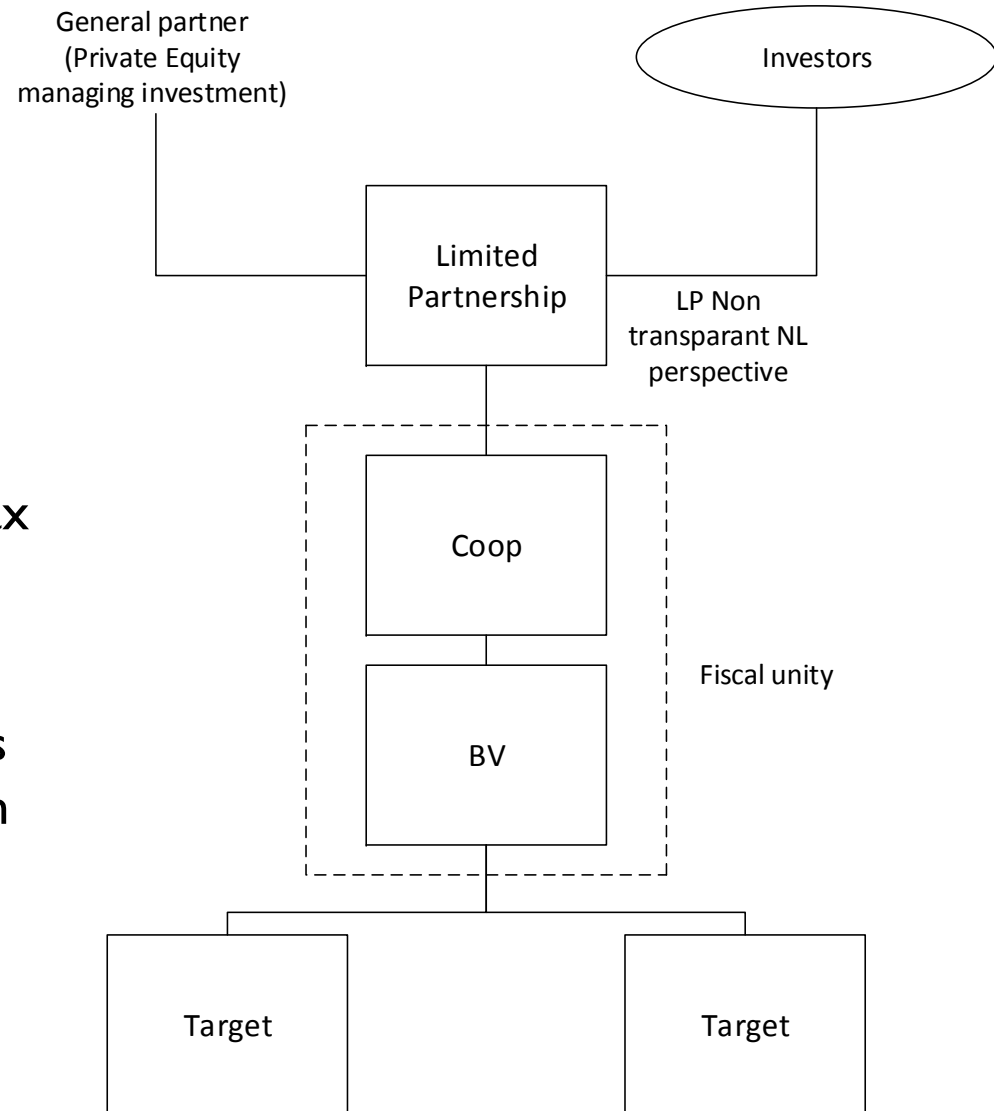 General partner
(Private Equity
managing investment)
Investors
Limited
Partnership
LP Non
transparant NL
perspective
Coop
Fiscal unity
BV
Target
Target